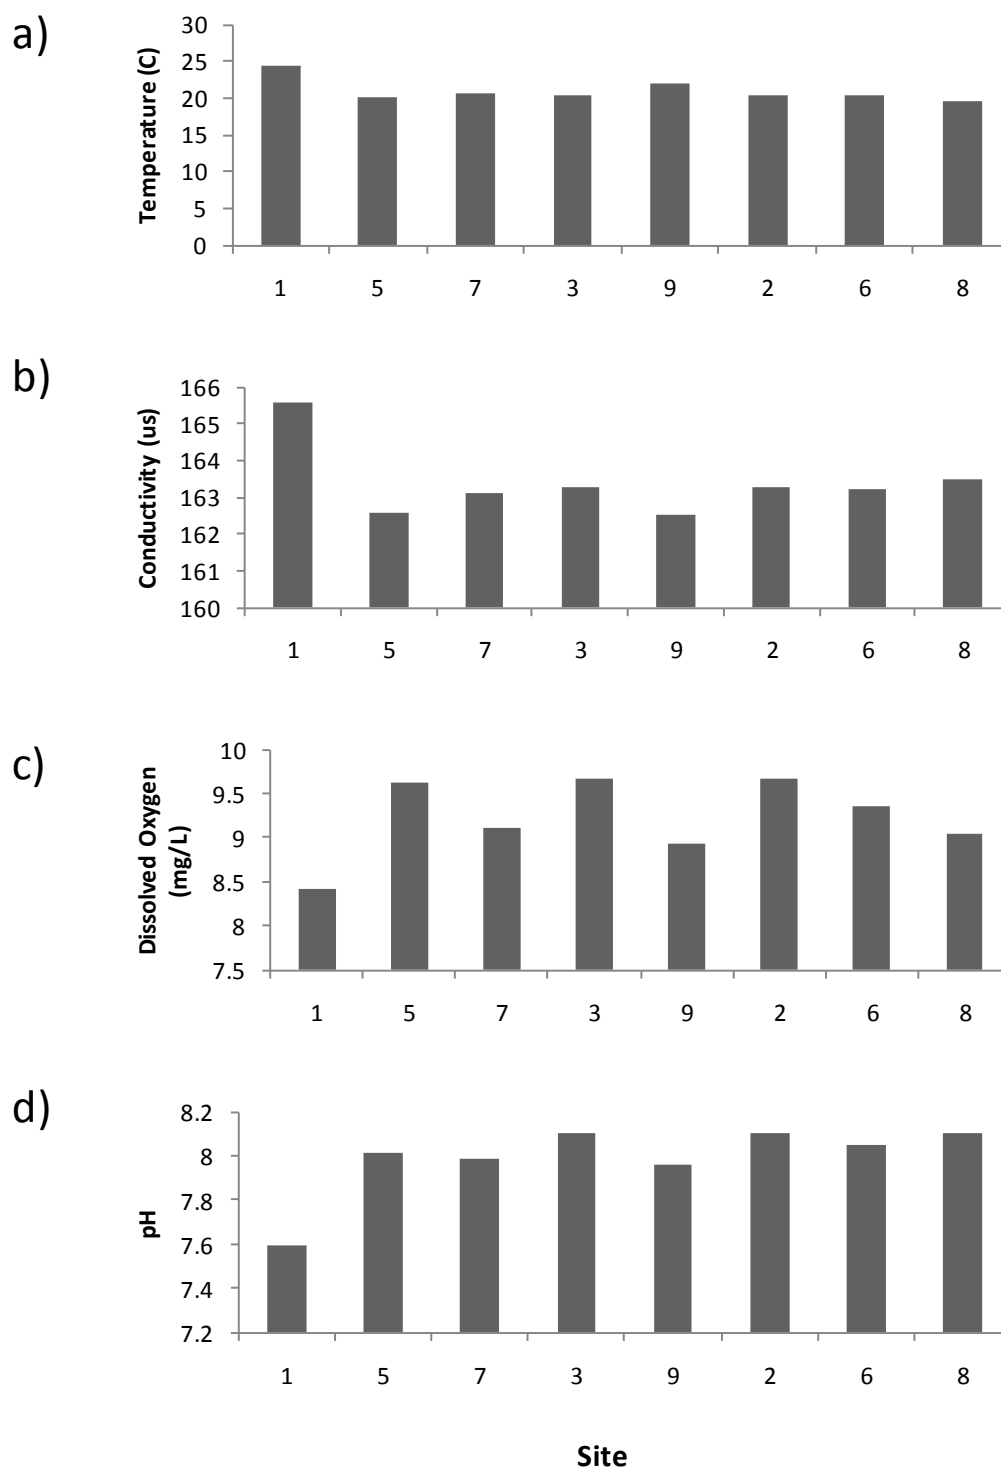 a)
Temperature (C)
30
25
20
15
10
5
0
1 5 7 3 9 2 6 8
b)
Conductivity (us)
166
165
164
163
162
161
160
1 5 7 3 9 2 6 8
c)
Dissolved Oxygen
(mg/L)
10
9.5
9
8.5
8
7.5
1 5 7 3 9 2 6 8
d)
pH
8.2
8
7.8
7.6
7.4
7.2
1 5 7 3 9 2 6 8
Site